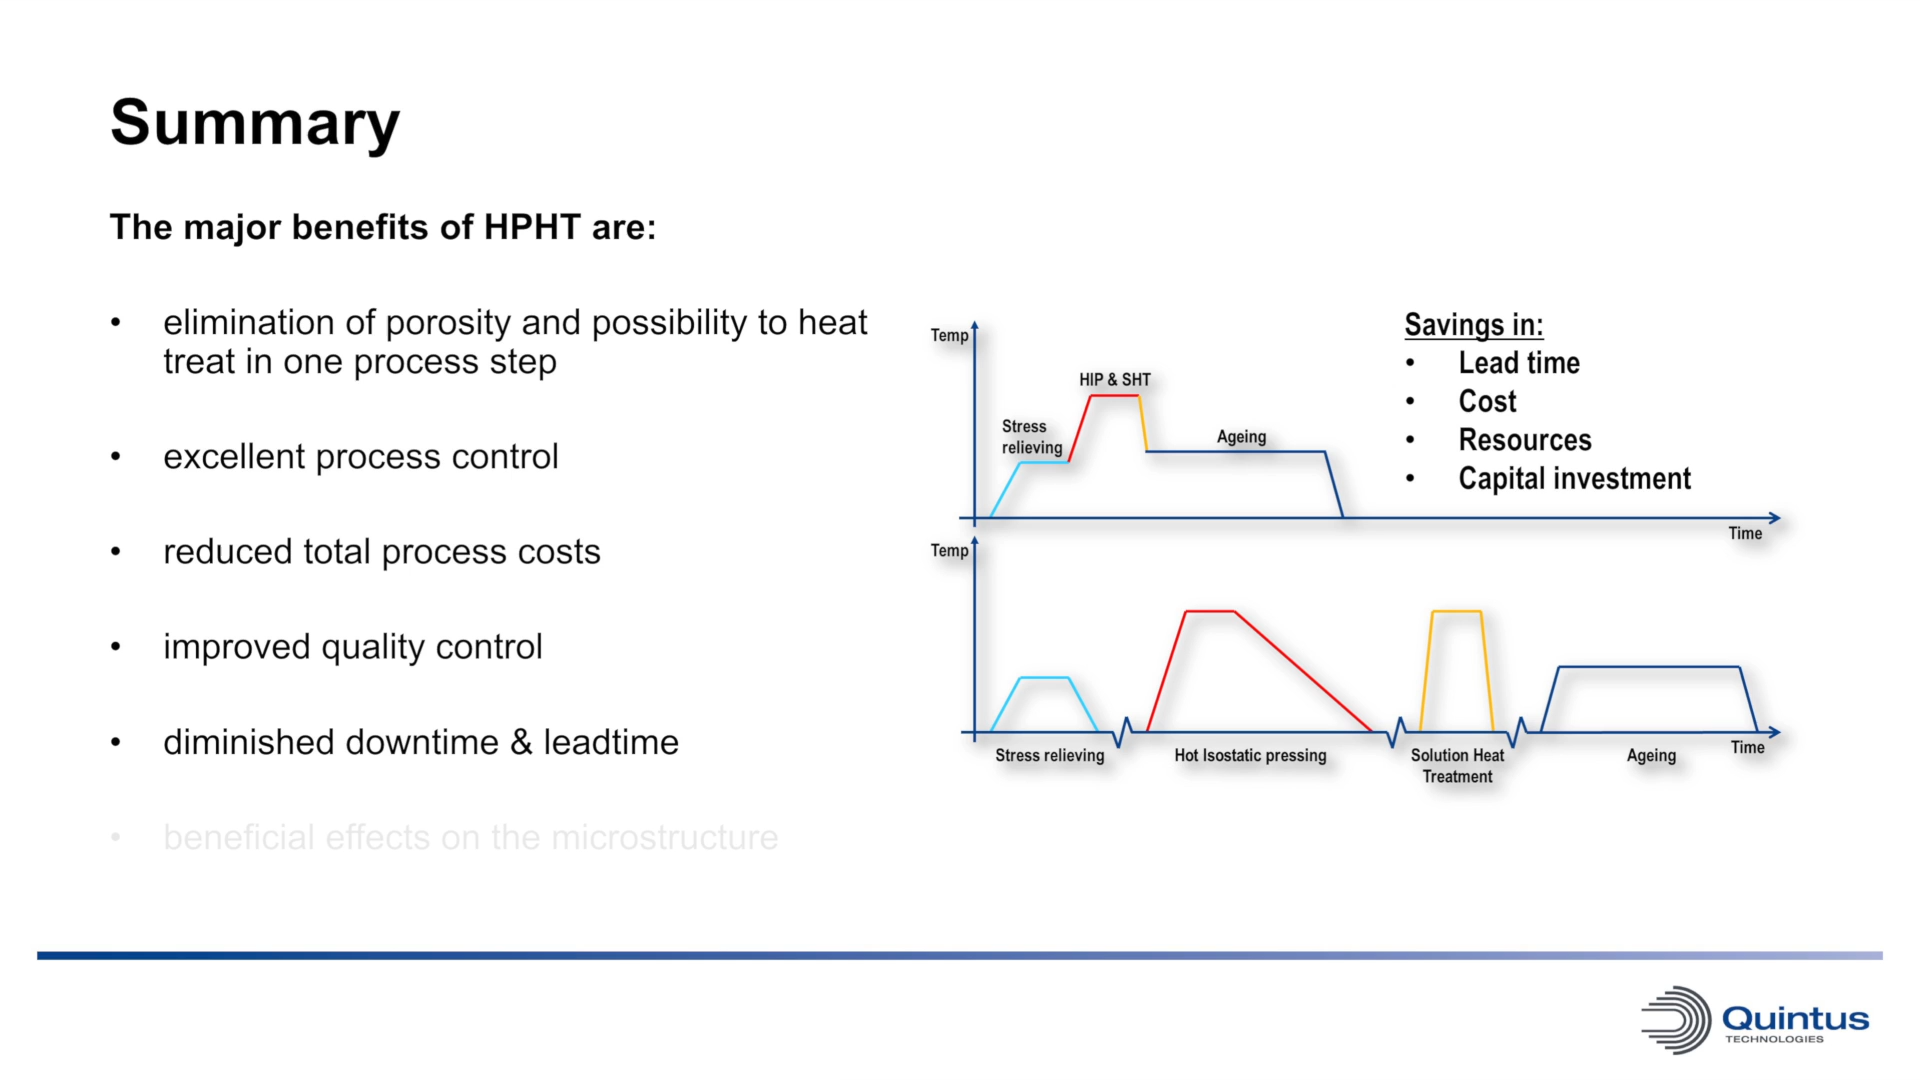 Summary
The major benefits of HPHT are:
• elimination of porosity and possibility to heat
treat in one process step
• excellent process control
• reduced total process costs
• improved quality control
• diminished downtime & leadtime
• beneficial effects on the microstructure
Temp
HIP & SHT
Stress
relieving
Ageing
Time
Savings in:
• Lead time
• Cost
• Resources
• Capital investment
Temp
Stress relieving
Hot Isostatic pressing
Solution Heat
Treatment
Ageing
Time
Quintus
TECHNOLOGIES